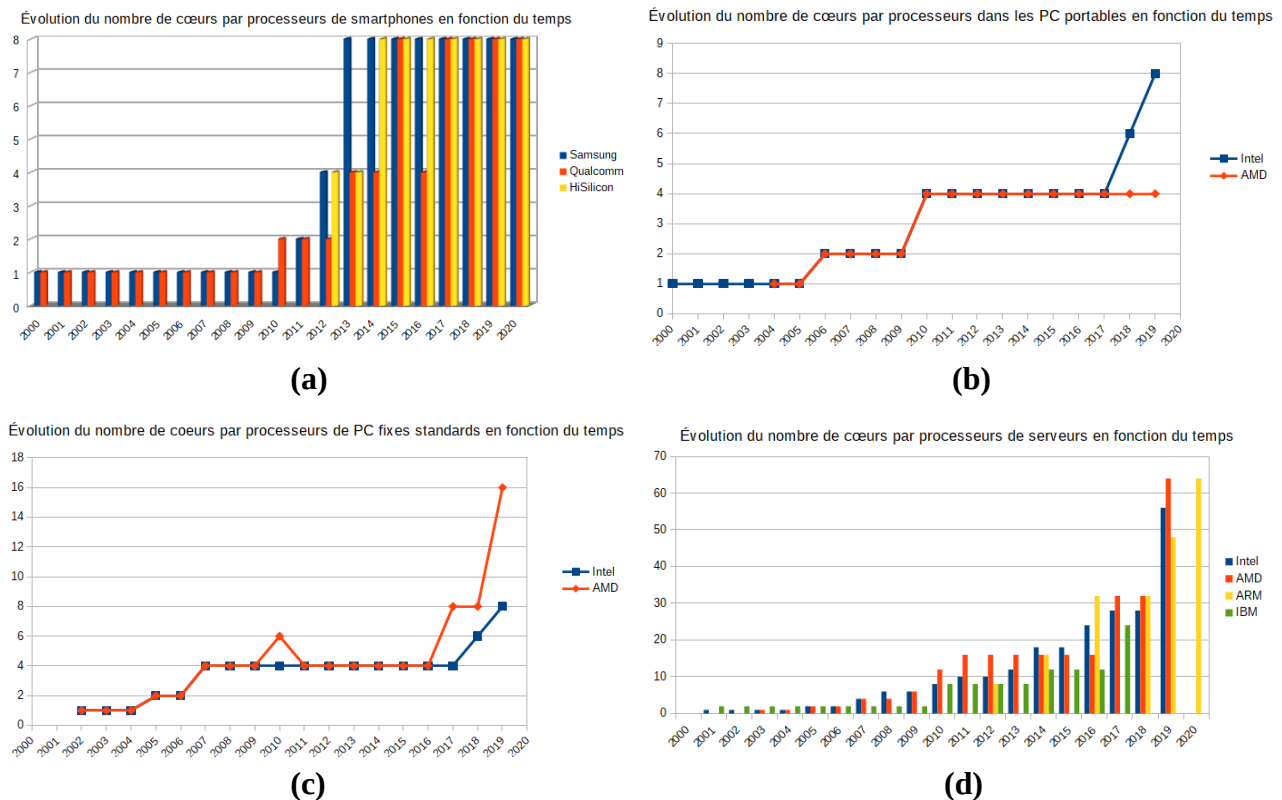 Évolution du nombre de cœurs par processeurs de smartphones en fonction du temps
8
7
6
5
4
3
2
1
0
2000 2001 2002 2003 2004 2005 2006 2007 2008 2009 2010 2011 2012 2013 2014 2015 2016 2017 2018 2019 2020
Samsung
Qualcomm
HiSilicon
(a)
Évolution du nombre de cœurs par processeurs dans les PC portables en fonction du temps
9
8
7
6
5
4
3
2
1
0
2000 2001 2002 2003 2004 2005 2006 2007 2008 2009 2010 2011 2012 2013 2014 2015 2016 2017 2018 2019 2020
Intel
AMD
(b)
Évolution du nombre de coeurs par processeurs de PC fixes standards en fonction du temps
18
16
14
12
10
8
6
4
2
0
2000 2001 2002 2003 2004 2005 2006 2007 2008 2009 2010 2011 2012 2013 2014 2015 2016 2017 2018 2019 2020
Intel
AMD
(c)
Évolution du nombre de cœurs par processeurs de serveurs en fonction du temps
70
60
50
40
30
20
10
0
2000 2001 2002 2003 2004 2005 2006 2007 2008 2009 2010 2011 2012 2013 2014 2015 2016 2017 2018 2019 2020
Intel
AMD
ARM
IBM
(d)